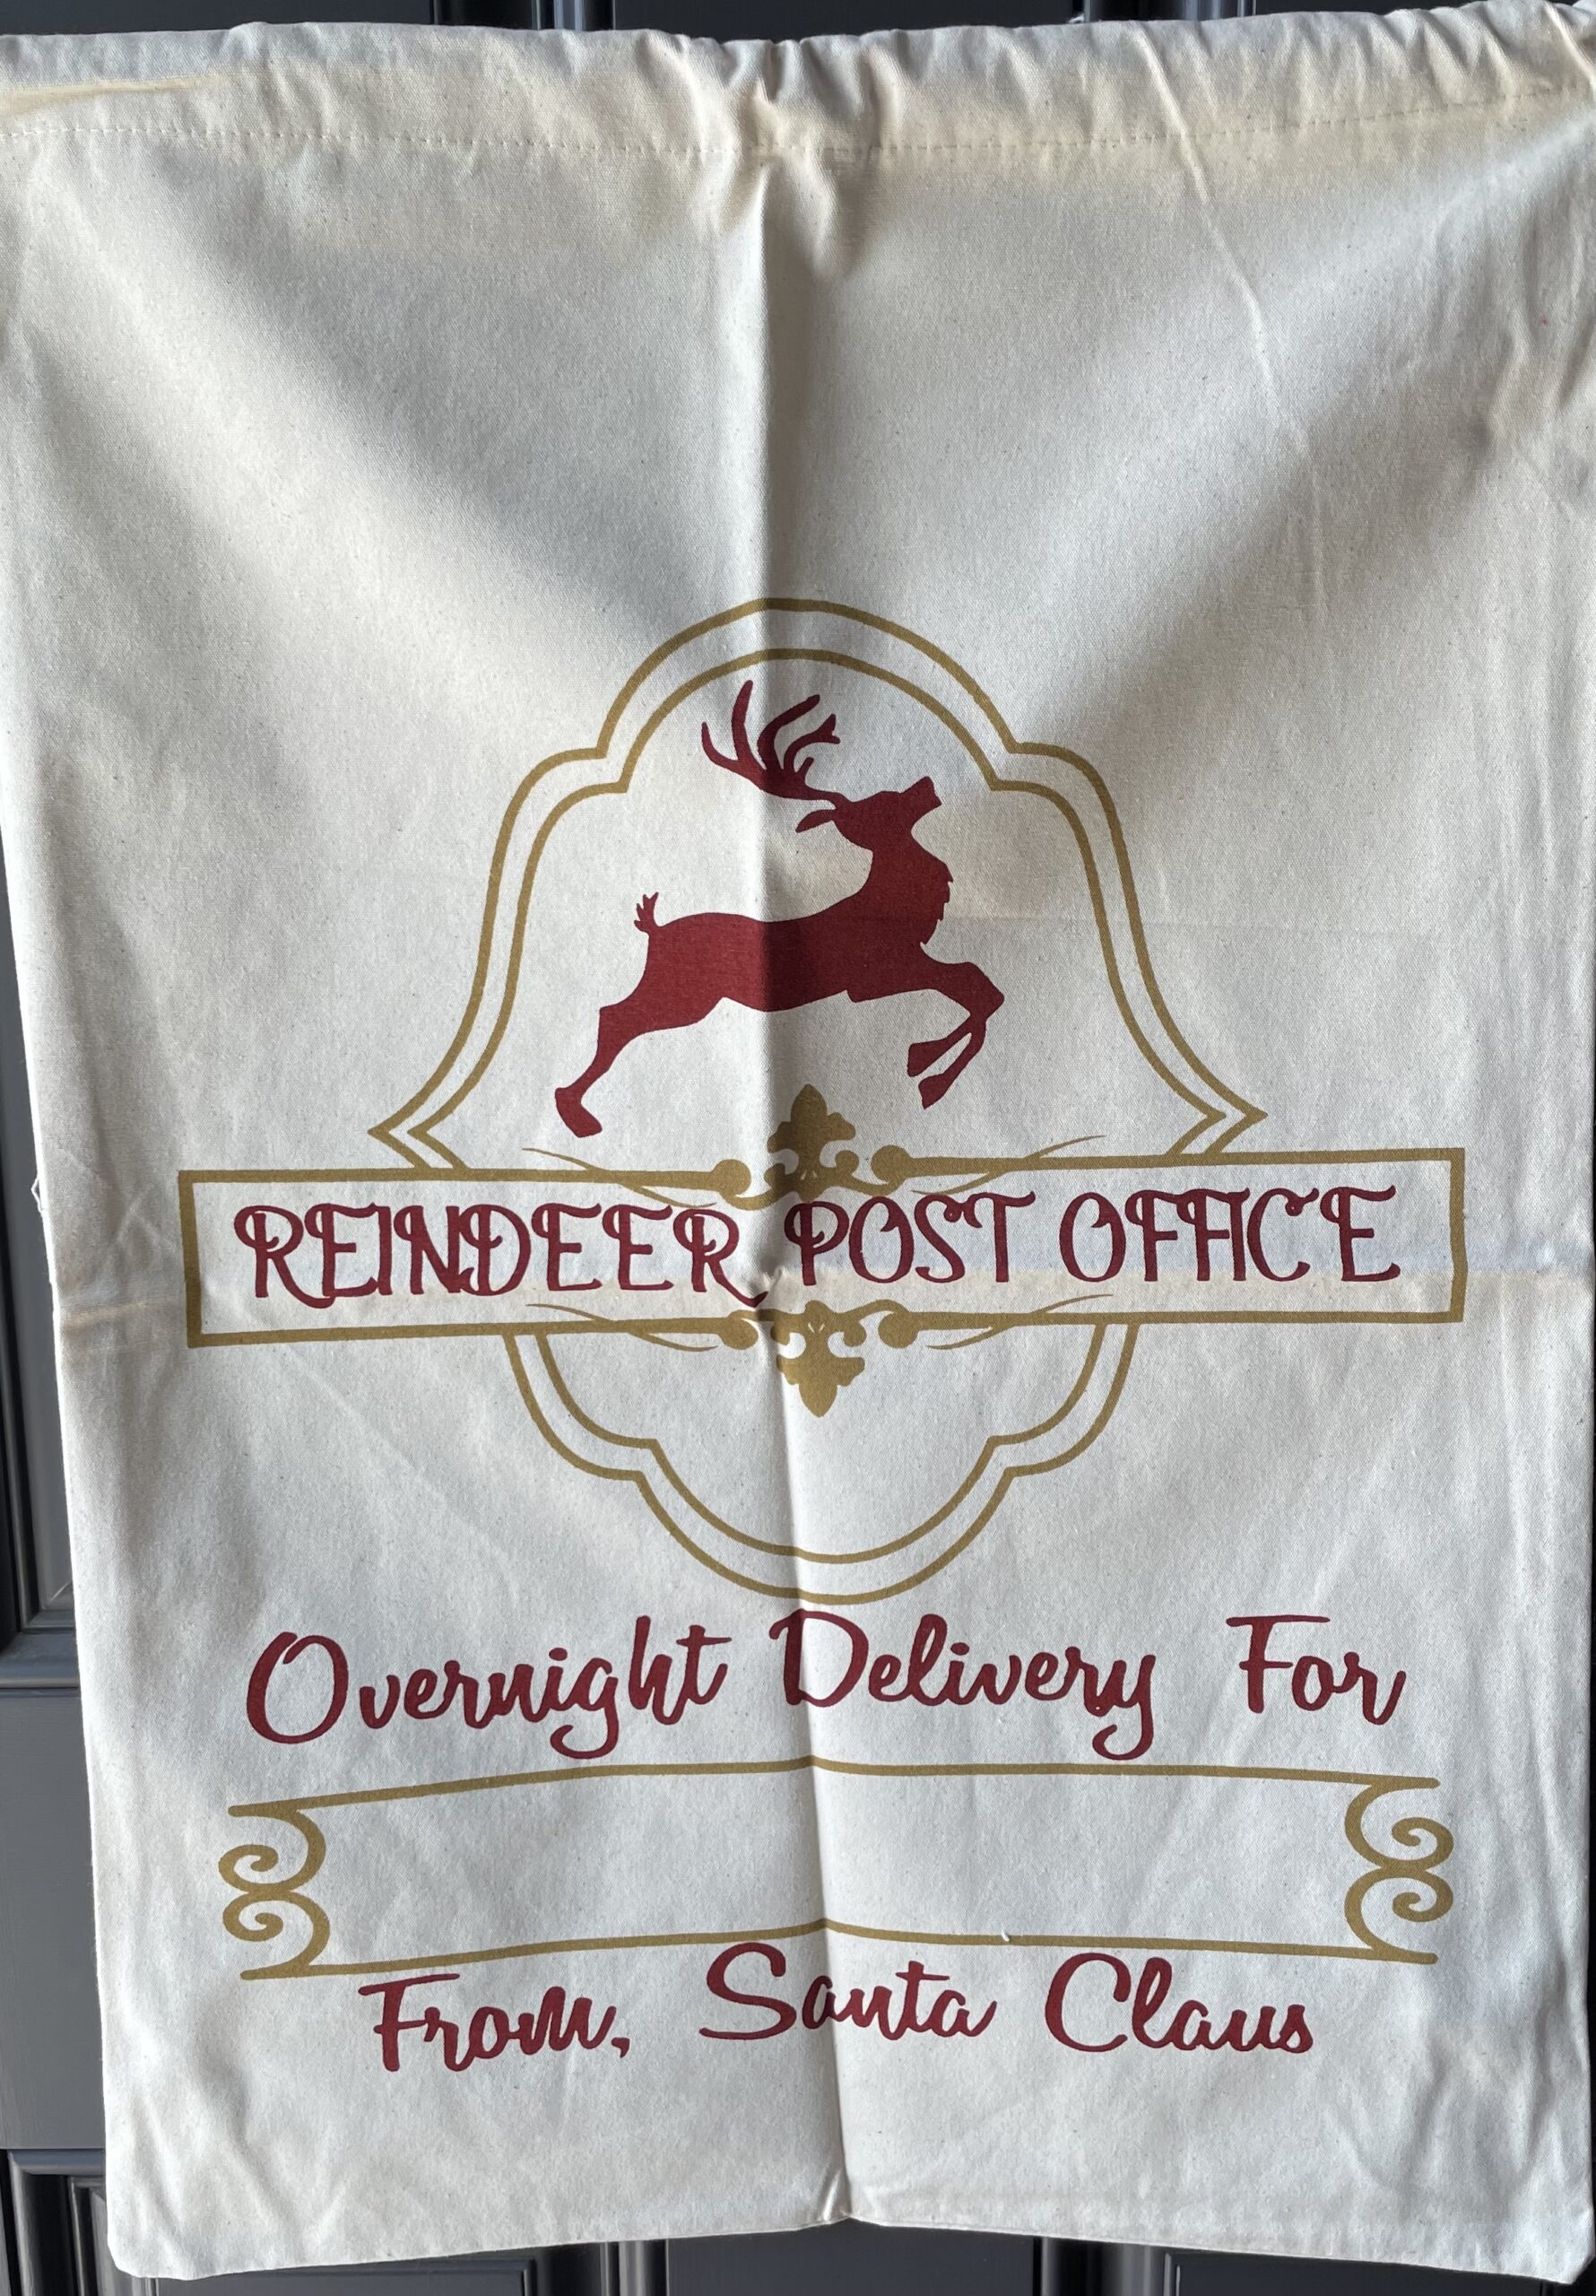 REINDEER POST OFFICE
Overnight Delivery For
From, Santa Claus